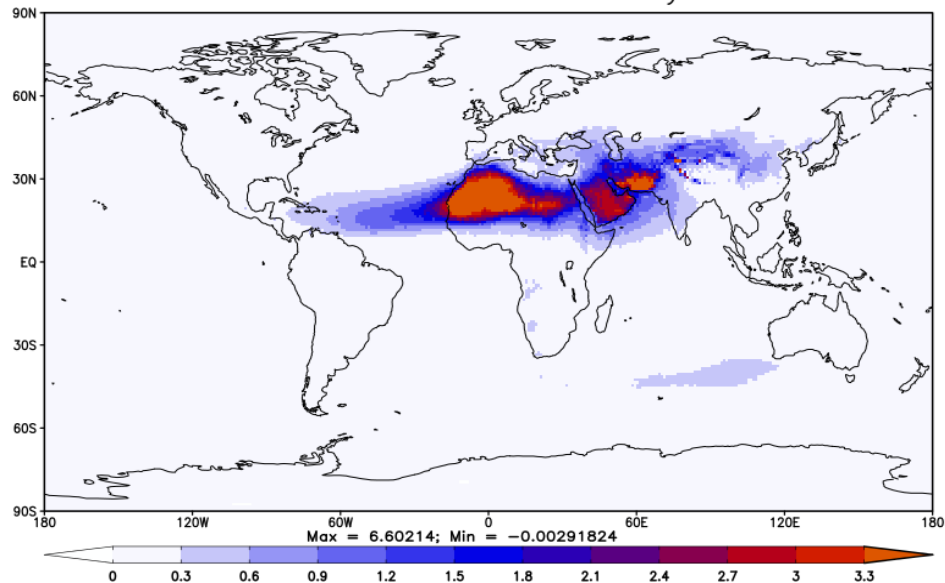 90N
60N
30N
EQ
30S
60S
90S
180 120W 60W 0 60E 120E 180
Max = 6.60214; Min = −0.00291824
0 0.3 0.6 0.9 1.2 1.5 1.8 2.1 2.4 2.7 3 3.3